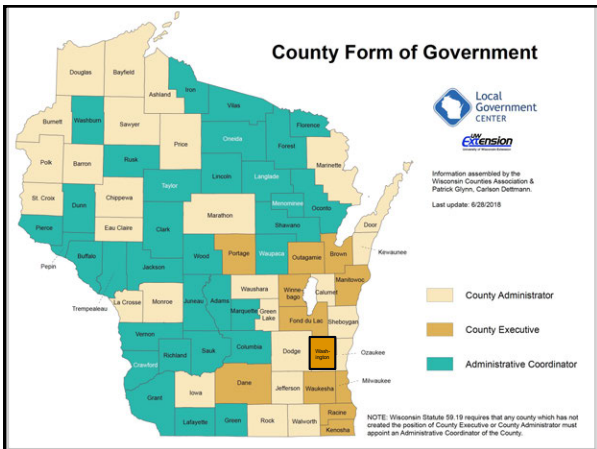 County Form of Government
Local
Government
CENTER
UW
Extension
University of Wisconsin-Extension
Information assembled by the
Wisconsin Counties Association &
Patrick Glynn, Carlson Dettmann.
Last update: 6/28/2018
Douglas
Bayfield
Ashland
Iron
Vilas
Burnett
Washburn
Sawyer
Oneida
Florence
Forest
Price
Polk
Barron
Rusk
Lincoln
Langlade
Marinette
Taylor
St. Croix
Dunn
Chippewa
Menominee
Oconto
Marathon
Door
Pierce
Eau Claire
Clark
Shawano
Kewaunee
Pepin
Buffalo
Jackson
Wood
Portage
Waupaca
Outagamie
Brown
Trempealeau
Manitowoc
Waushara
Winne-
bago
Calumet
La Crosse
Monroe
Juneau
Adams
Marquette
Green
Lake
Fond du Lac
Sheboygan
Vernon
Columbia
Dodge
Wash-
ington
Ozaukee
Crawford
Richland
Sauk
Milwaukee
Dane
Jefferson
Waukesha
Grant
Iowa
Racine
Lafayette
Green
Rock
Walworth
Kenosha
County Administrator
County Executive
Administrative Coordinator
NOTE: Wisconsin Statute 59.19 requires that any county which has not
created the position of County Executive or County Administrator must
appoint an Administrative Coordinator of the County.